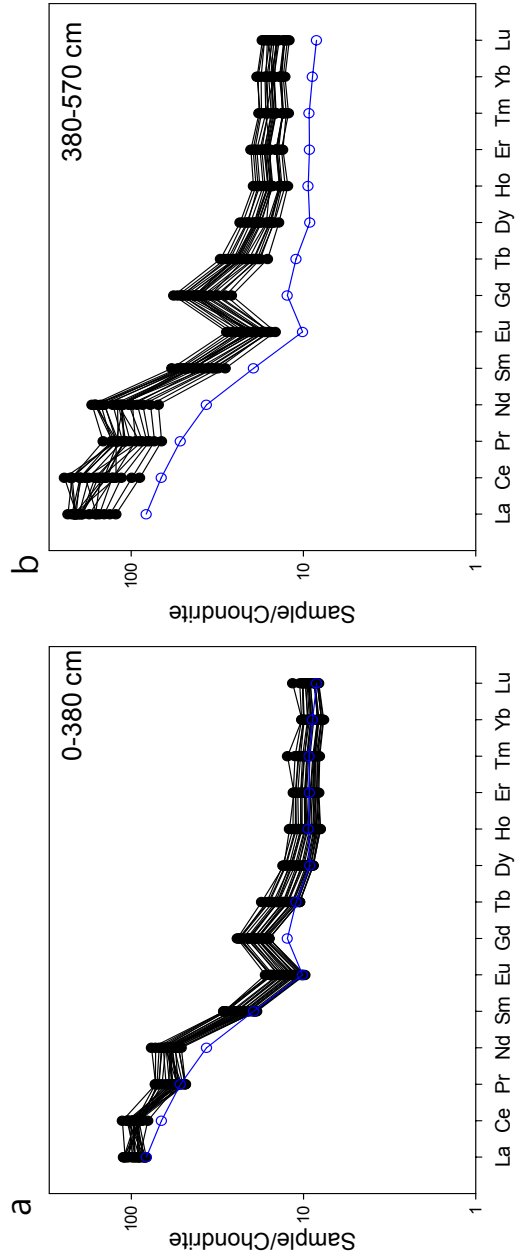 a
0-380 cm
Sample/Chondrite
100
10
1
La Ce Pr Nd Sm Eu Gd Tb Dy Ho Er Tm Yb Lu
b
380-570 cm
Sample/Chondrite
100
10
1
La Ce Pr Nd Sm Eu Gd Tb Dy Ho Er Tm Yb Lu